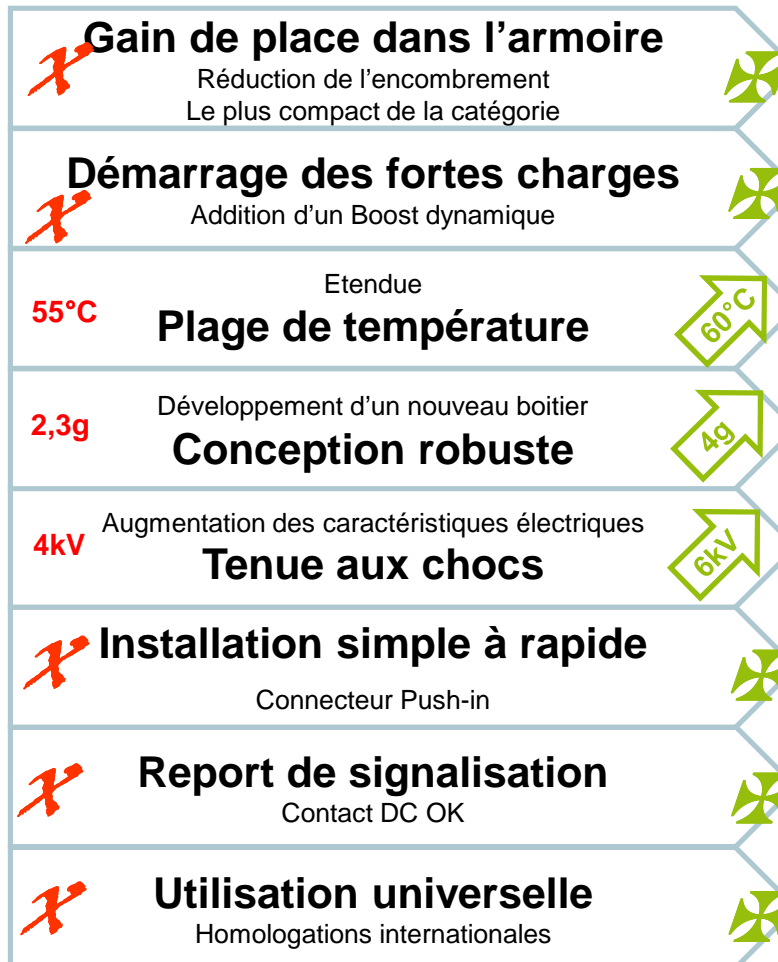 Gain de place dans l’armoire
Réduction de l’encombrement
Le plus compact de la catégorie
Démarrage des fortes charges
Addition d’un Boost dynamique
Etendue
55°C
Plage de température
60°C
Développement d’un nouveau boitier
2,3g
Conception robuste
4g
Augmentation des caractéristiques électriques
4kV
Tenue aux chocs
6kV
Installation simple à rapide
Connecteur Push-in
Report de signalisation
Contact DC OK
Utilisation universelle
Homologations internationales